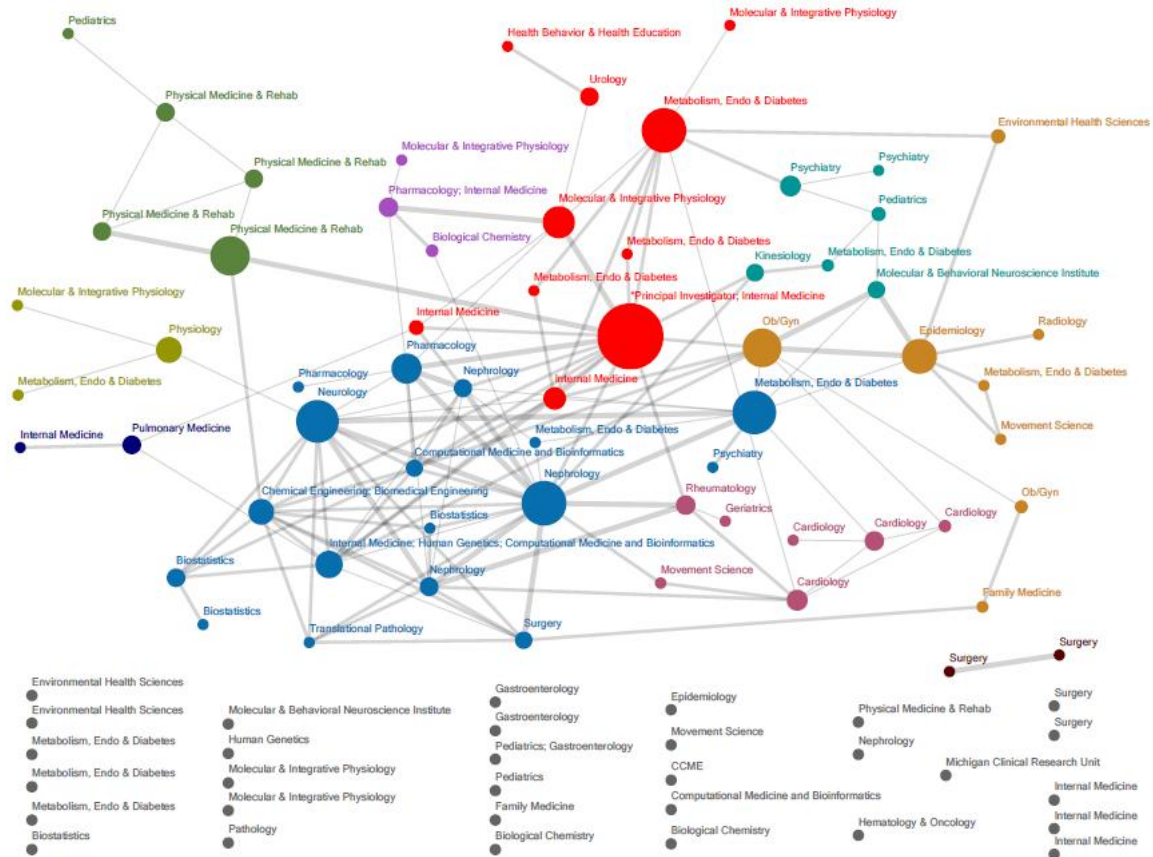 Pediatrics
Molecular & Integrative Physiology
Health Behavior & Health Education
Urology
Physical Medicine & Rehab
Metabolism, Endo & Diabetes
Environmental Health Sciences
Molecular & Integrative Physiology
Psychiatry
Psychiatry
Physical Medicine & Rehab
Pharmacology; Internal Medicine
Molecular & Integrative Physiology
Pediatrics
Physical Medicine & Rehab
Physical Medicine & Rehab
Biological Chemistry
Metabolism, Endo & Diabetes
Kinesiology
Metabolism, Endo & Diabetes
Metabolism, Endo & Diabetes
Molecular & Behavioral Neuroscience Institute
Molecular & Integrative Physiology
*Principal Investigator; Internal Medicine
Physiology
Internal Medicine
Ob/Gyn
Epidemiology
Radiology
Pharmacology
Metabolism, Endo & Diabetes
Pharmacology
Nephrology
Internal Medicine
Metabolism, Endo & Diabetes
Metabolism, Endo & Diabetes
Neurology
Internal Medicine
Pulmonary Medicine
Metabolism, Endo & Diabetes
Movement Science
Computational Medicine and Bioinformatics
Psychiatry
Nephrology
Chemical Engineering; Biomedical Engineering
Rheumatology
Ob/Gyn
Geriatrics
Biostatistics
Cardiology
Cardiology
Cardiology
Internal Medicine; Human Genetics; Computational Medicine and Bioinformatics
Biostatistics
Nephrology
Movement Science
Cardiology
Family Medicine
Biostatistics
Translational Pathology
Surgery
Surgery
Surgery
Environmental Health Sciences
Environmental Health Sciences
Metabolism, Endo & Diabetes
Metabolism, Endo & Diabetes
Metabolism, Endo & Diabetes
Biostatistics
Molecular & Behavioral Neuroscience Institute
Human Genetics
Molecular & Integrative Physiology
Molecular & Integrative Physiology
Pathology
Gastroenterology
Gastroenterology
Pediatrics; Gastroenterology
Pediatrics
Family Medicine
Biological Chemistry
Epidemiology
Movement Science
CCME
Computational Medicine and Bioinformatics
Biological Chemistry
Physical Medicine & Rehab
Nephrology
Hematology & Oncology
Michigan Clinical Research Unit
Surgery
Surgery
Internal Medicine
Internal Medicine
Internal Medicine